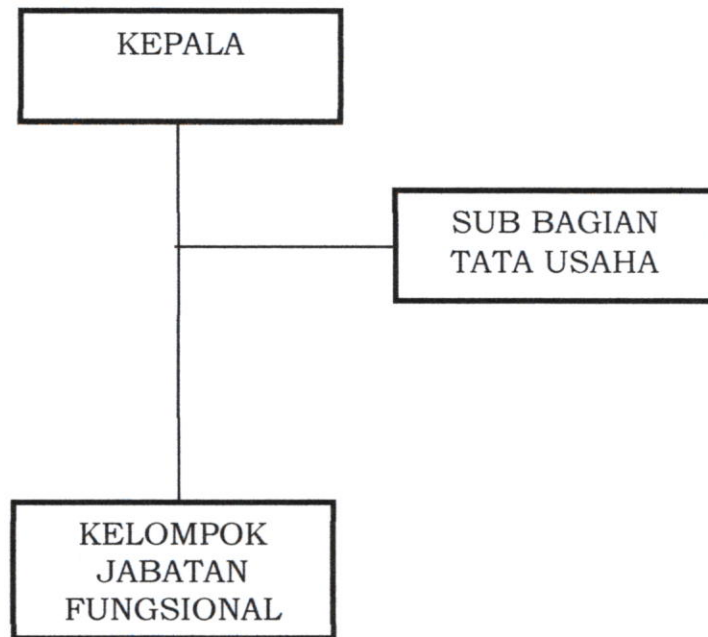 KEPALA
SUB BAGIAN
TATA USAHA
KELOMPOK
JABATAN
FUNGSIONAL